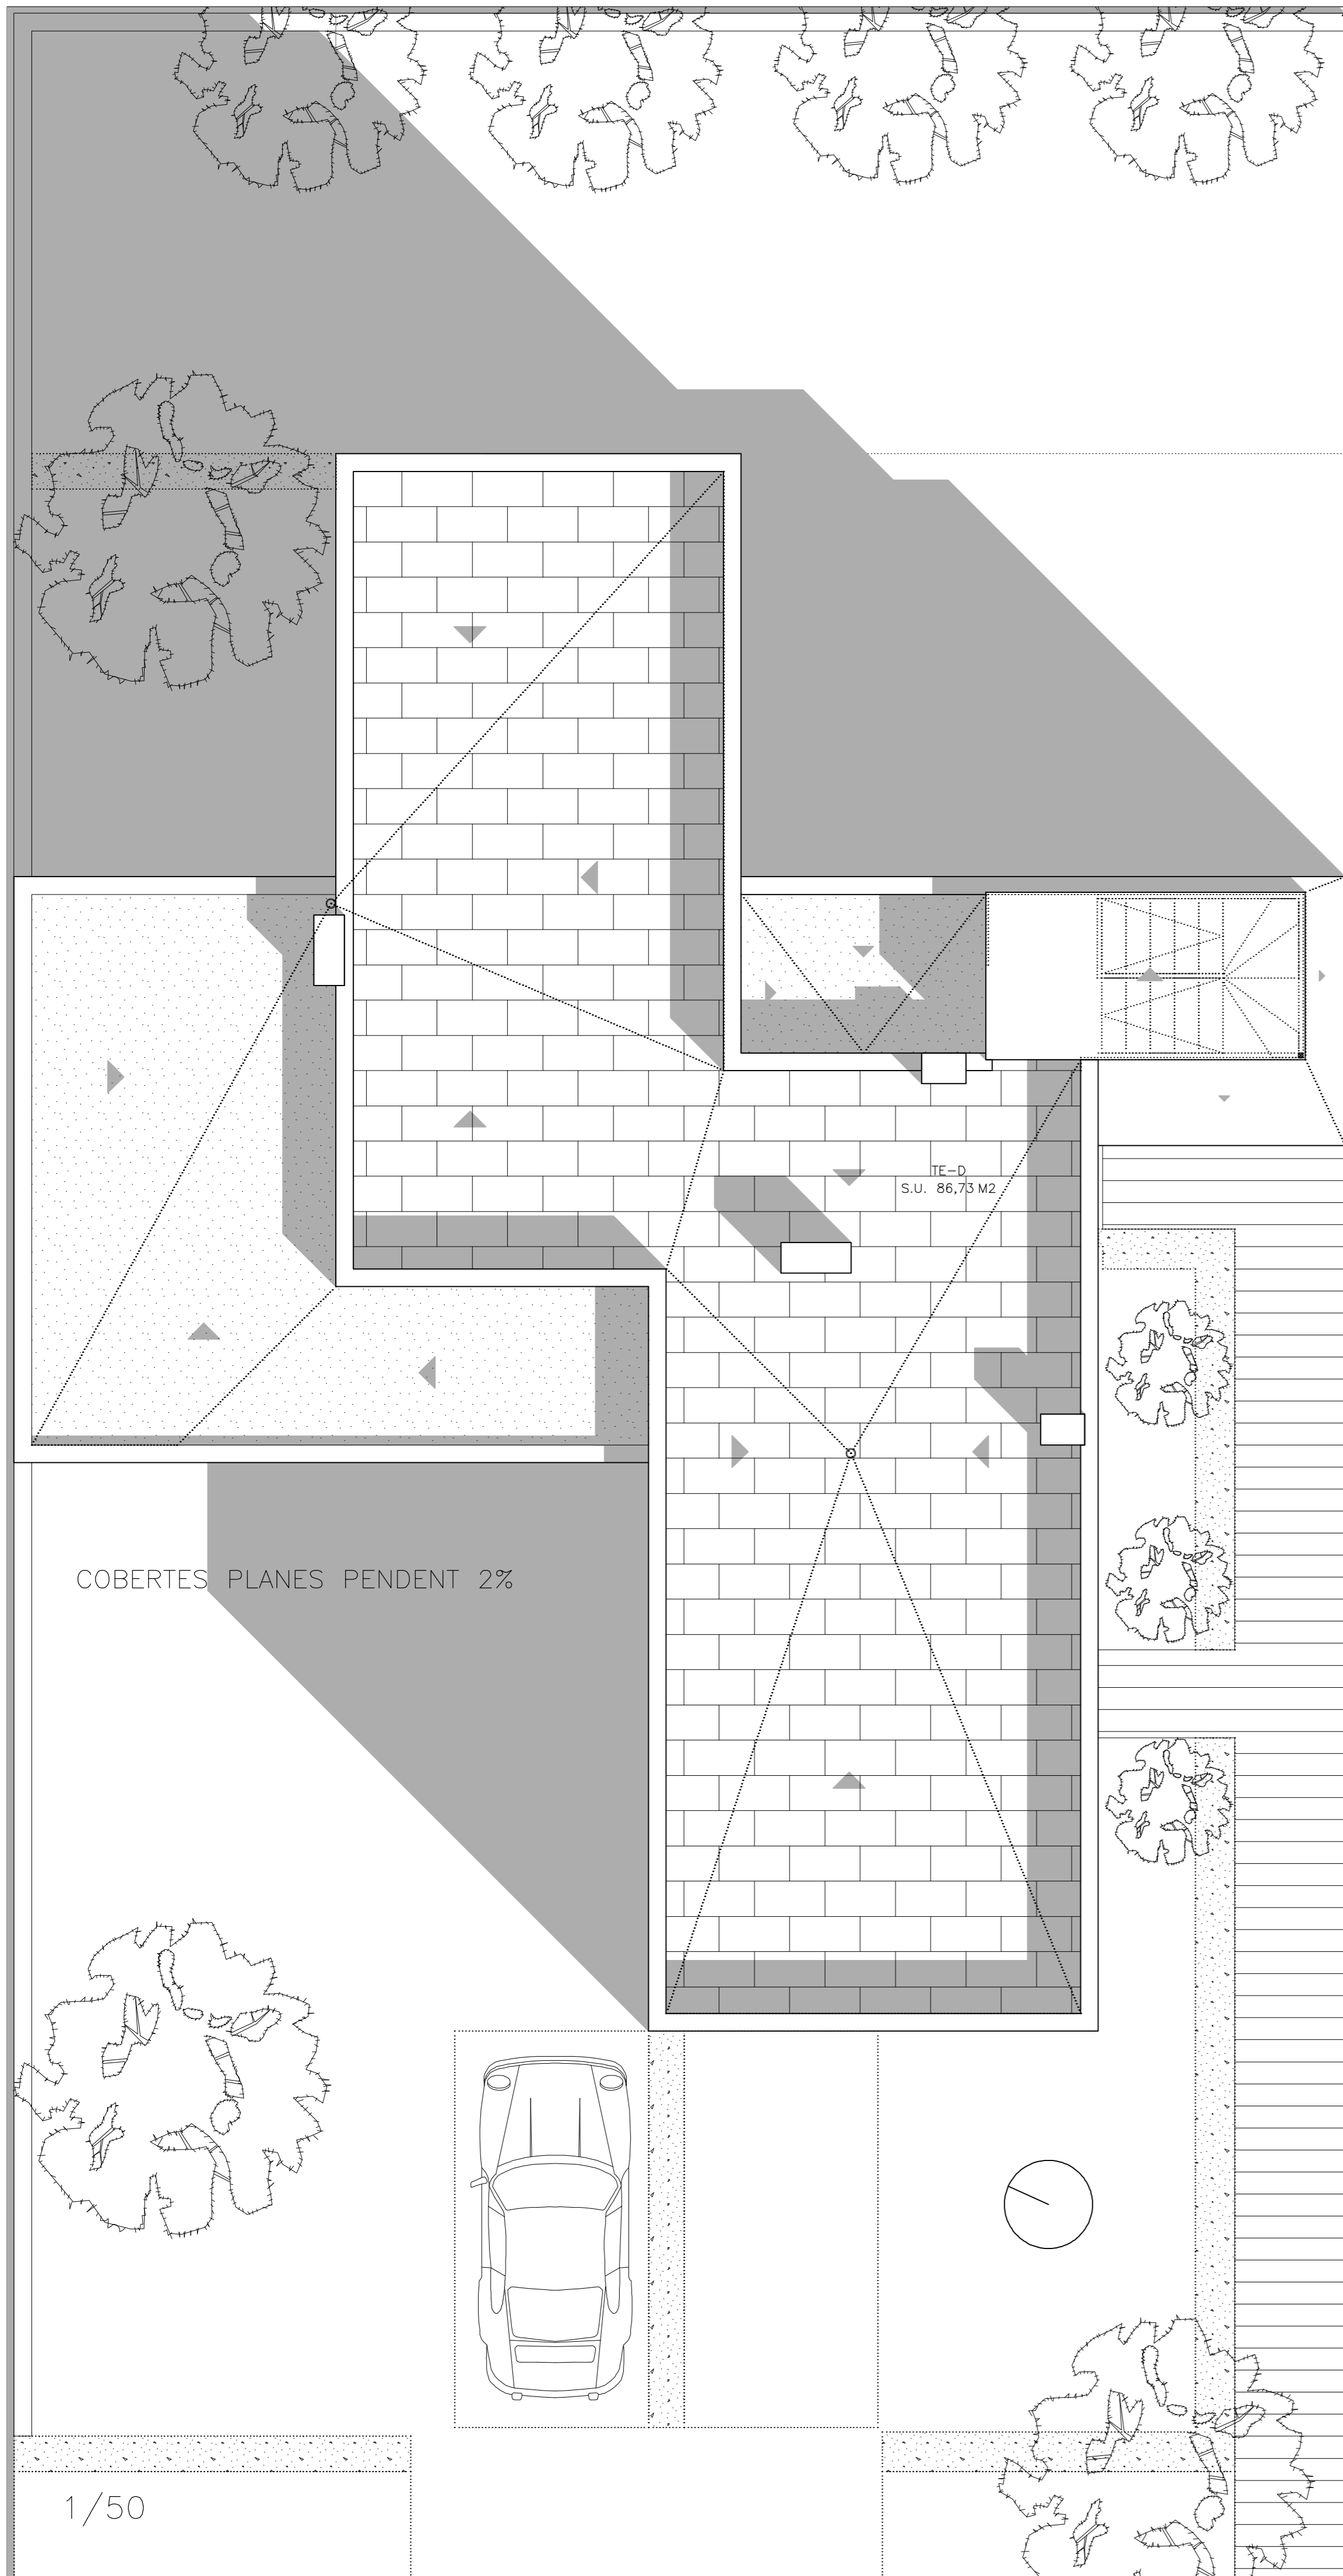 TE-D
S.U. 86,73 M2
COBERTES PLANES PENDENT 2%
1/50